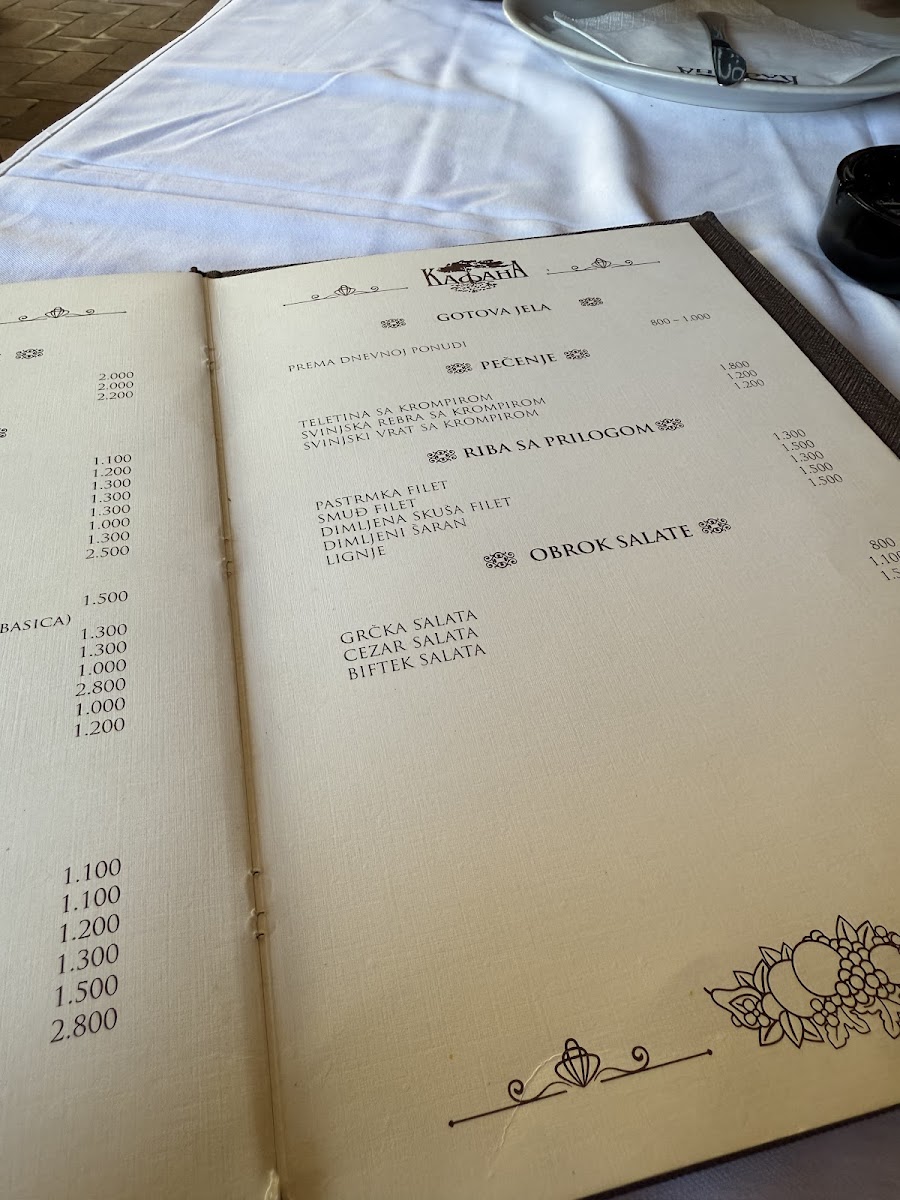 2.000
2.000
2.200
1.100
1.200
1.300
1.300
1.300
1.000
1.300
2.500
1.500
BASICA)
1.300
1.300
1.000
2.800
1.000
1.200
1.100
1.100
1.200
1.300
1.500
2.800
КАФАНА
GOTOVA JELA
PREMA DNEVNOJ PONUDI 800 – 1.000
PEČENJE
TELETINA SA KROMPIROM 1.800
SVINJSKA REBRA SA KROMPIROM 1.200
SVINJSKI VRAT SA KROMPIROM 1.200
RIBA SA PRILOGOM
PASTRMKA FILET 1.300
SMUĐ FILET 1.500
DIMLJENA SKUŠA FILET 1.300
DIMLJENI ŠARAN 1.500
LIGNJE 1.500
OBROK SALATE
GRČKA SALATA 800
CEZAR SALATA 1.100
BIFTEK SALATA